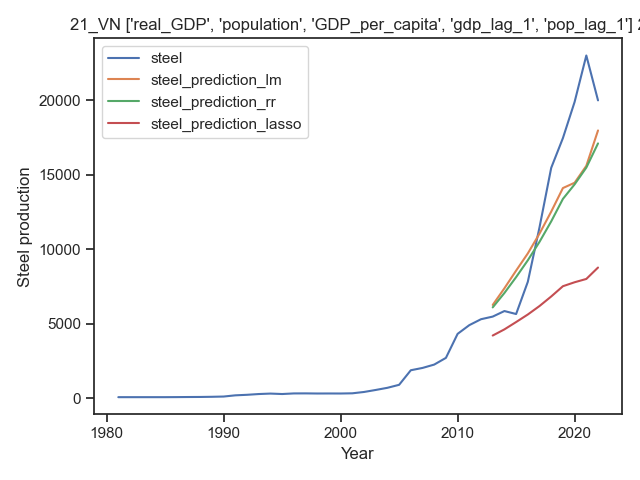 21_VN ['real_GDP', 'population', 'GDP_per_capita', 'gdp_lag_1', 'pop_lag_1']
steel
steel_prediction_lm
steel_prediction_rr
steel_prediction_lasso
Steel production
20000
15000
10000
5000
0
1980 1990 2000 2010 2020
Year